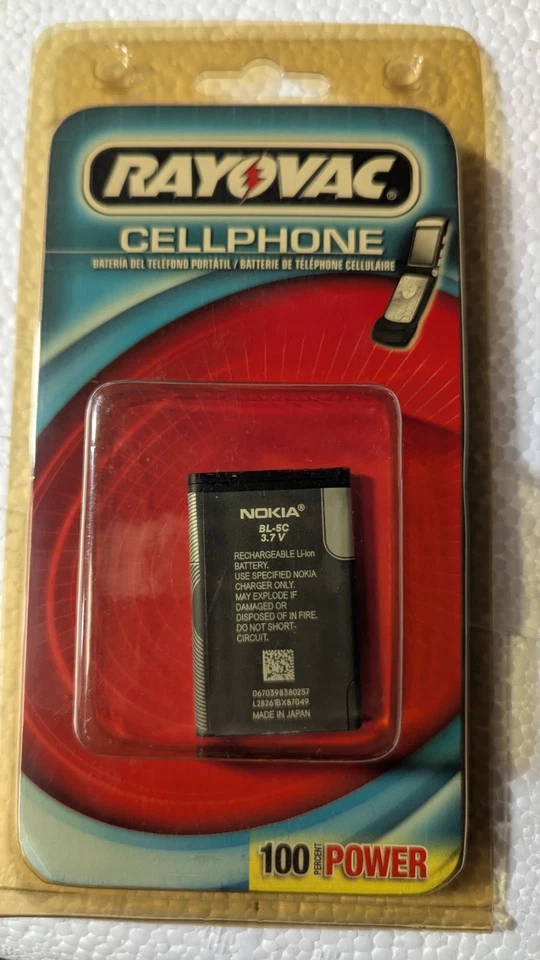 RAYOVAC®
CELLPHONE
BATERÍA DEL TELÉFONO PORTÁTIL / BATTERIE DE TÉLÉPHONE CELLULAIRE
NOKIA®
BL-5C
3.7 V
RECHARGEABLE Li-ion
BATTERY.
USE SPECIFIED NOKIA
CHARGER ONLY.
MAY EXPLODE IF
DAMAGED OR
DISPOSED OF IN FIRE.
DO NOT SHORT-
CIRCUIT.
0670398380257
L28261BX87049
MADE IN JAPAN
100 PERCENT POWER